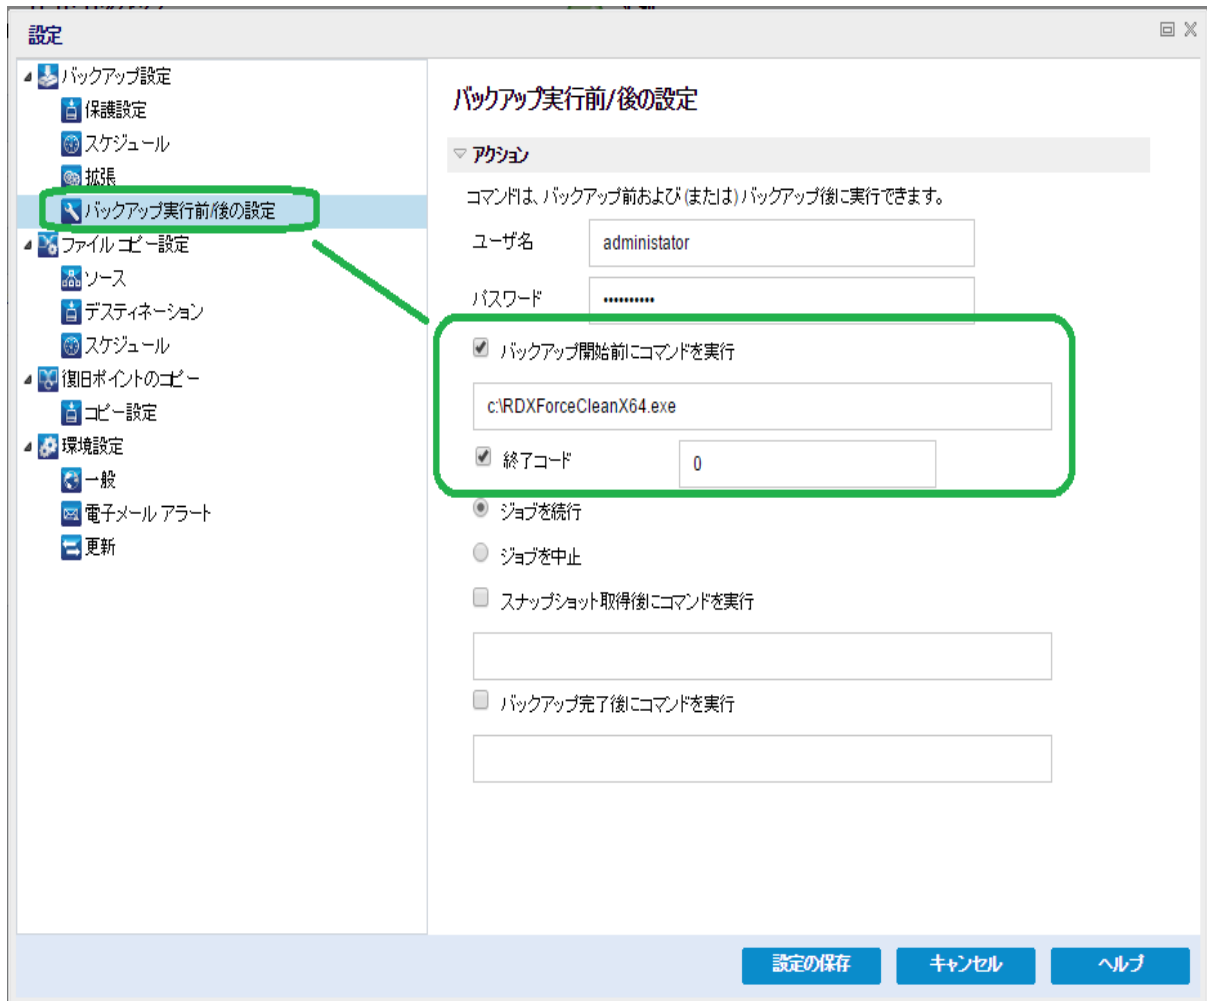 設定
バックアップ設定
保護設定
スケジュール
拡張
バックアップ実行前/後の設定
ファイル コピー設定
ソース
デスティネーション
スケジュール
復旧ポイントのコピー
コピー設定
環境設定
一般
電子メール アラート
更新
バックアップ実行前/後の設定
アクション
コマンドは、バックアップ前および(または)バックアップ後に実行できます。
ユーザ名 administator
パスワード ••••••••••
バックアップ開始前にコマンドを実行
c:\RDXForceCleanX64.exe
終了コード 0
ジョブを続行
ジョブを中止
スナップショット取得後にコマンドを実行
バックアップ完了後にコマンドを実行
設定の保存 キャンセル ヘルプ